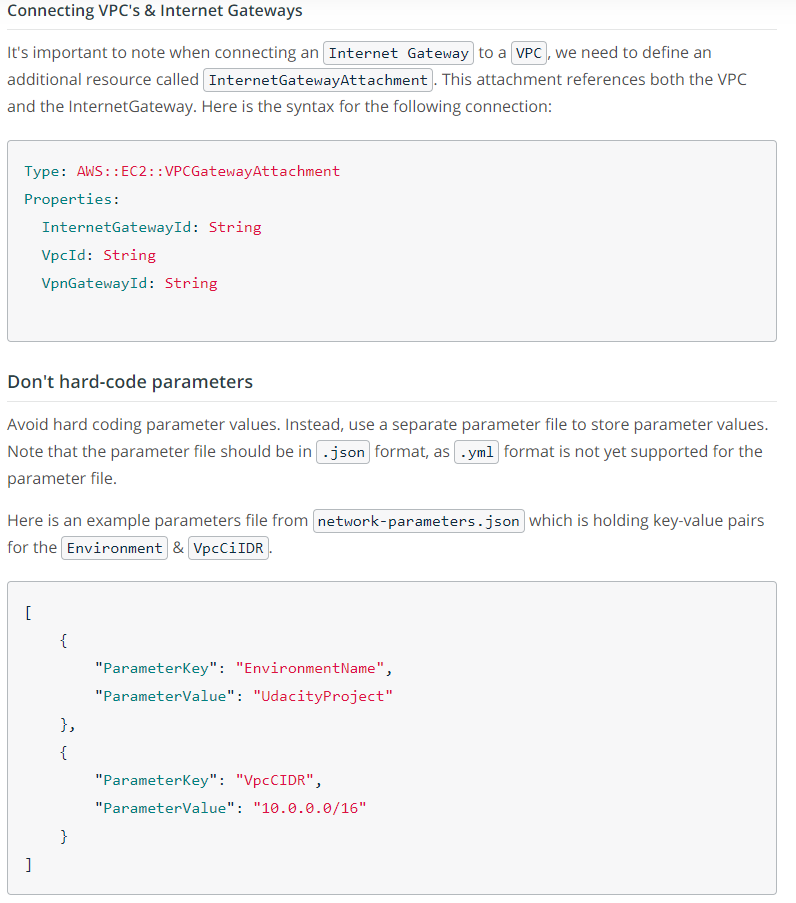 Connecting VPC's & Internet Gateways
It's important to note when connecting an Internet Gateway to a VPC, we need to define an
additional resource called InternetGatewayAttachment. This attachment references both the VPC
and the InternetGateway. Here is the syntax for the following connection:
Type: AWS::EC2::VPCGatewayAttachment
Properties:
  InternetGatewayId: String
  VpcId: String
  VpnGatewayId: String
Don't hard-code parameters
Avoid hard coding parameter values. Instead, use a separate parameter file to store parameter values.
Note that the parameter file should be in .json format, as .yml format is not yet supported for the
parameter file.
Here is an example parameters file from network-parameters.json which is holding key-value pairs
for the Environment & VpcCiIDR.
[
    {
        "ParameterKey": "EnvironmentName",
        "ParameterValue": "UdacityProject"
    },
    {
        "ParameterKey": "VpcCIDR",
        "ParameterValue": "10.0.0.0/16"
    }
]